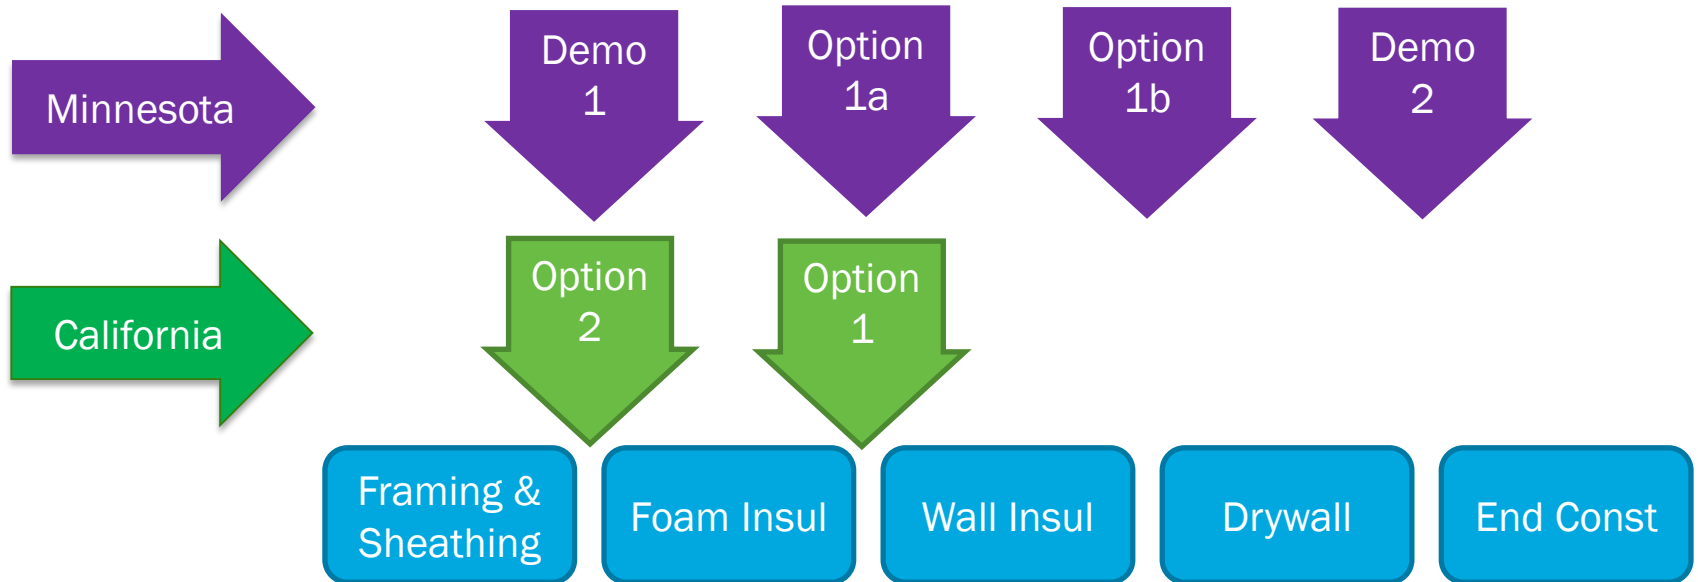 Minnesota
Demo
1
Option
1a
Option
1b
Demo
2
California
Option
2
Option
1
Framing &
Sheathing
Foam Insul
Wall Insul
Drywall
End Const